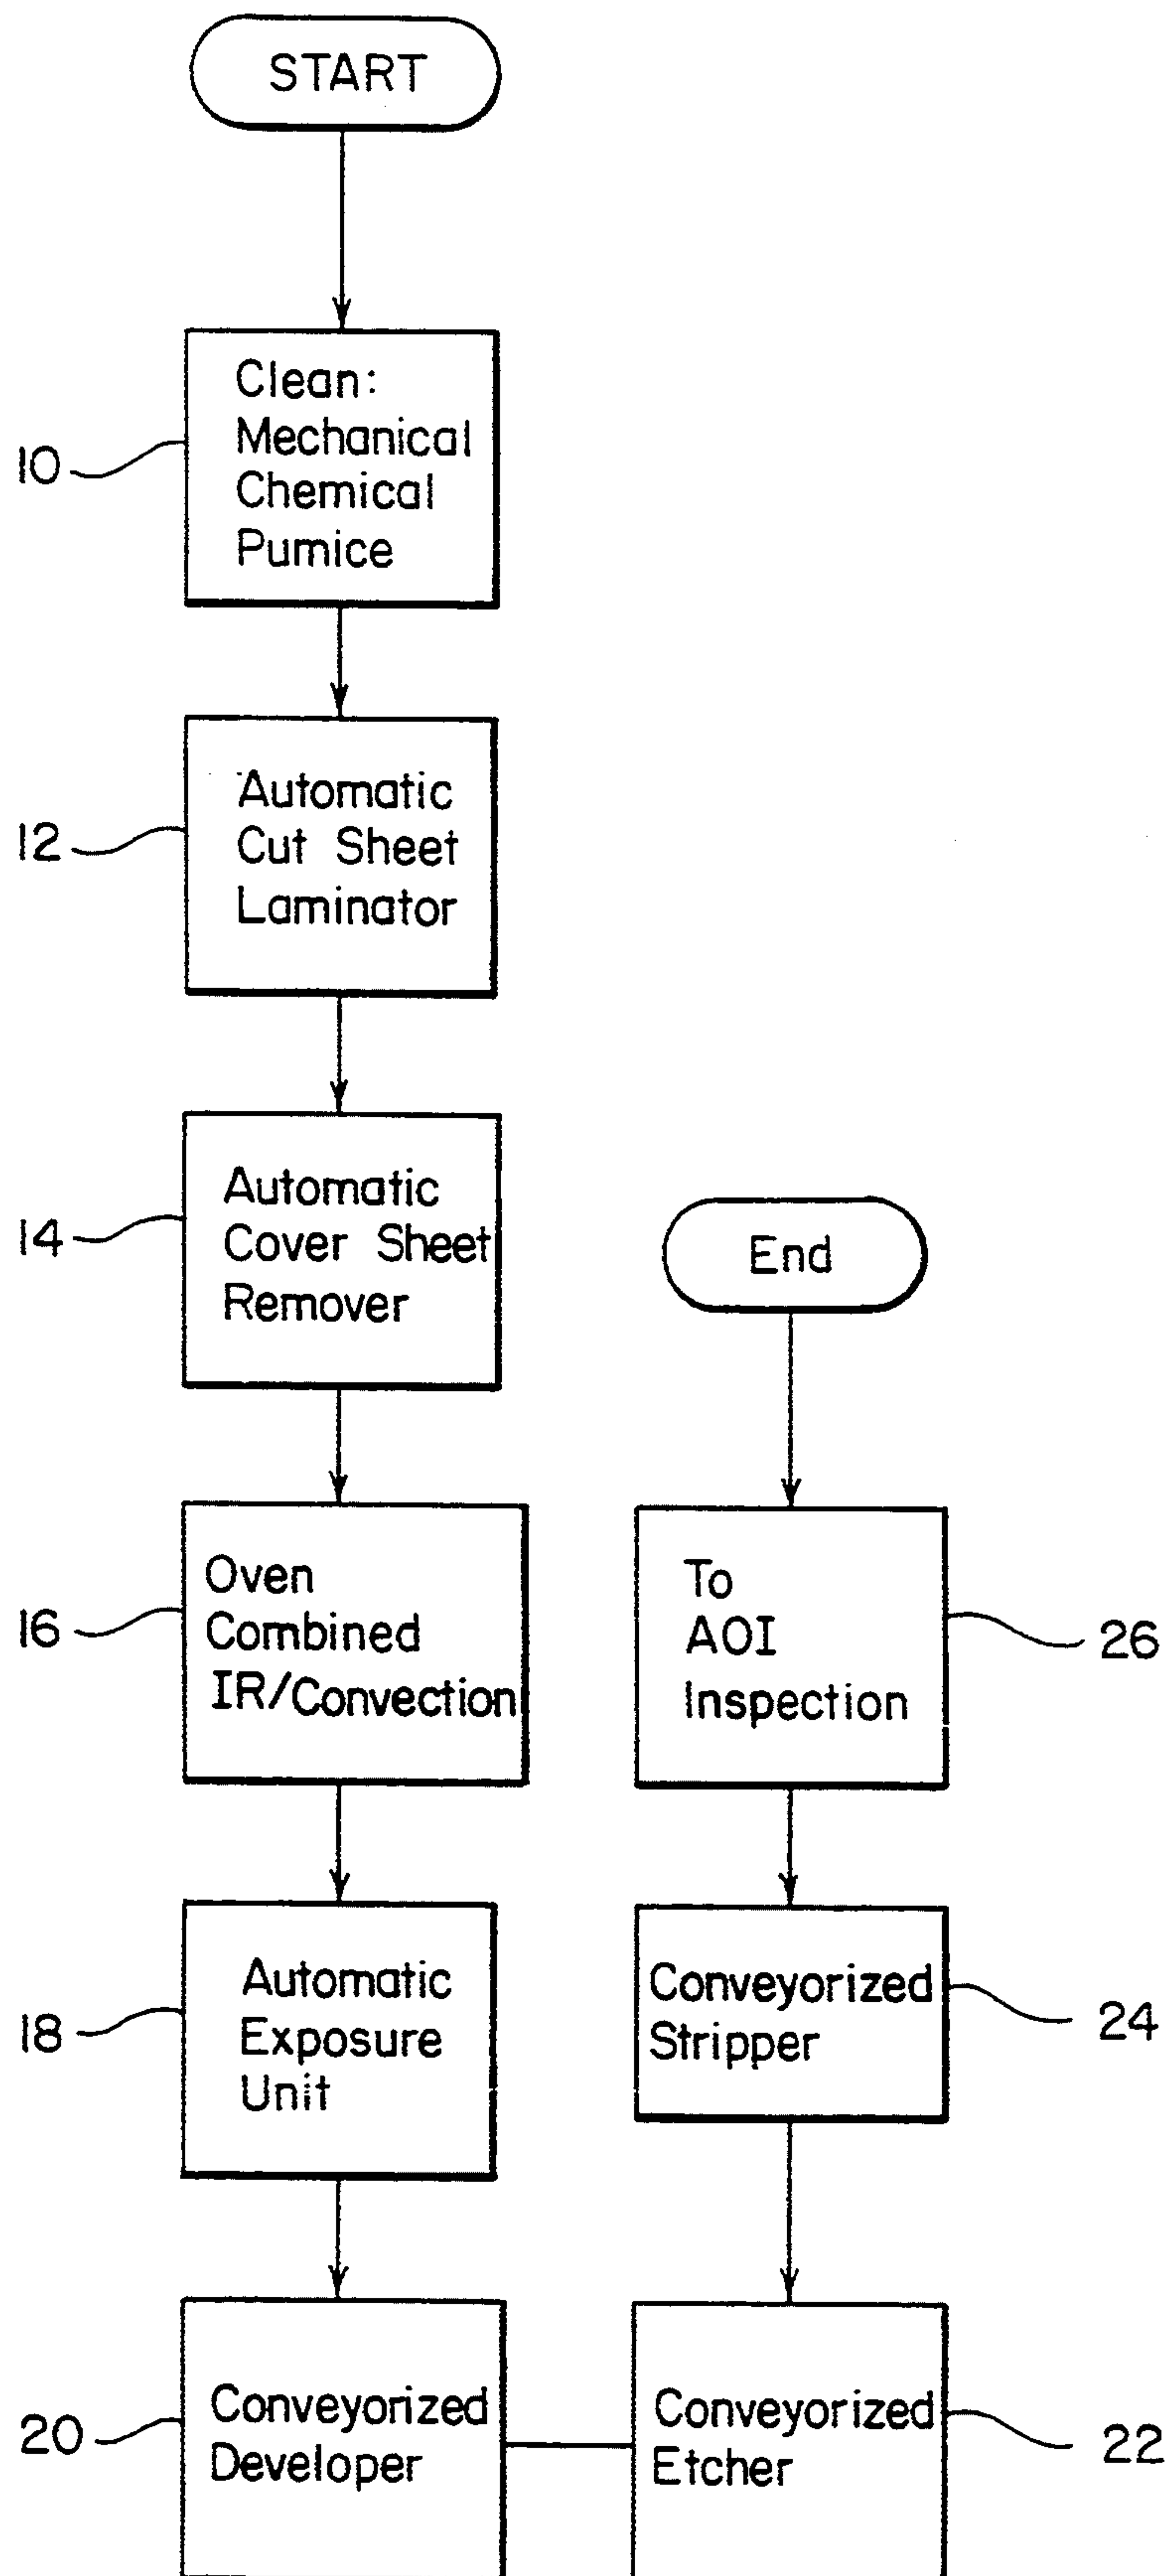 START
10
Clean:
Mechanical
Chemical
Pumice
12
Automatic
Cut Sheet
Laminator
14
Automatic
Cover Sheet
Remover
16
Oven
Combined
IR/Convection
18
Automatic
Exposure
Unit
20
Conveyorized
Developer
End
To
AOI
Inspection
26
Conveyorized
Stripper
24
Conveyorized
Etcher
22